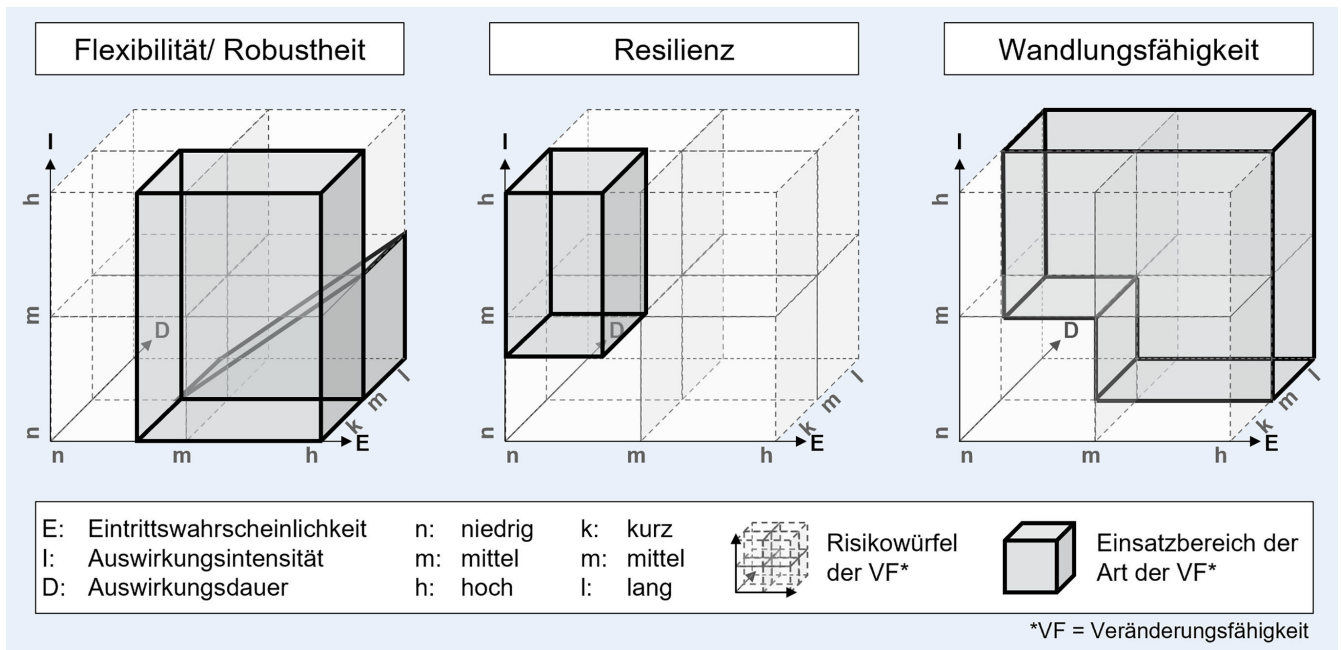 Flexibilität/ Robustheit
I
h
m
n
D
n
m
h
E
k
m
l
Resilienz
I
h
m
n
D
n
m
h
E
k
m
l
Wandlungsfähigkeit
I
h
m
n
D
n
m
h
E
k
m
l
E: Eintrittswahrscheinlichkeit
I: Auswirkungsintensität
D: Auswirkungsdauer
n: niedrig
m: mittel
h: hoch
k: kurz
m: mittel
l: lang
Risikowürfel
der VF*
Einsatzbereich der
Art der VF*
*VF = Veränderungsfähigkeit